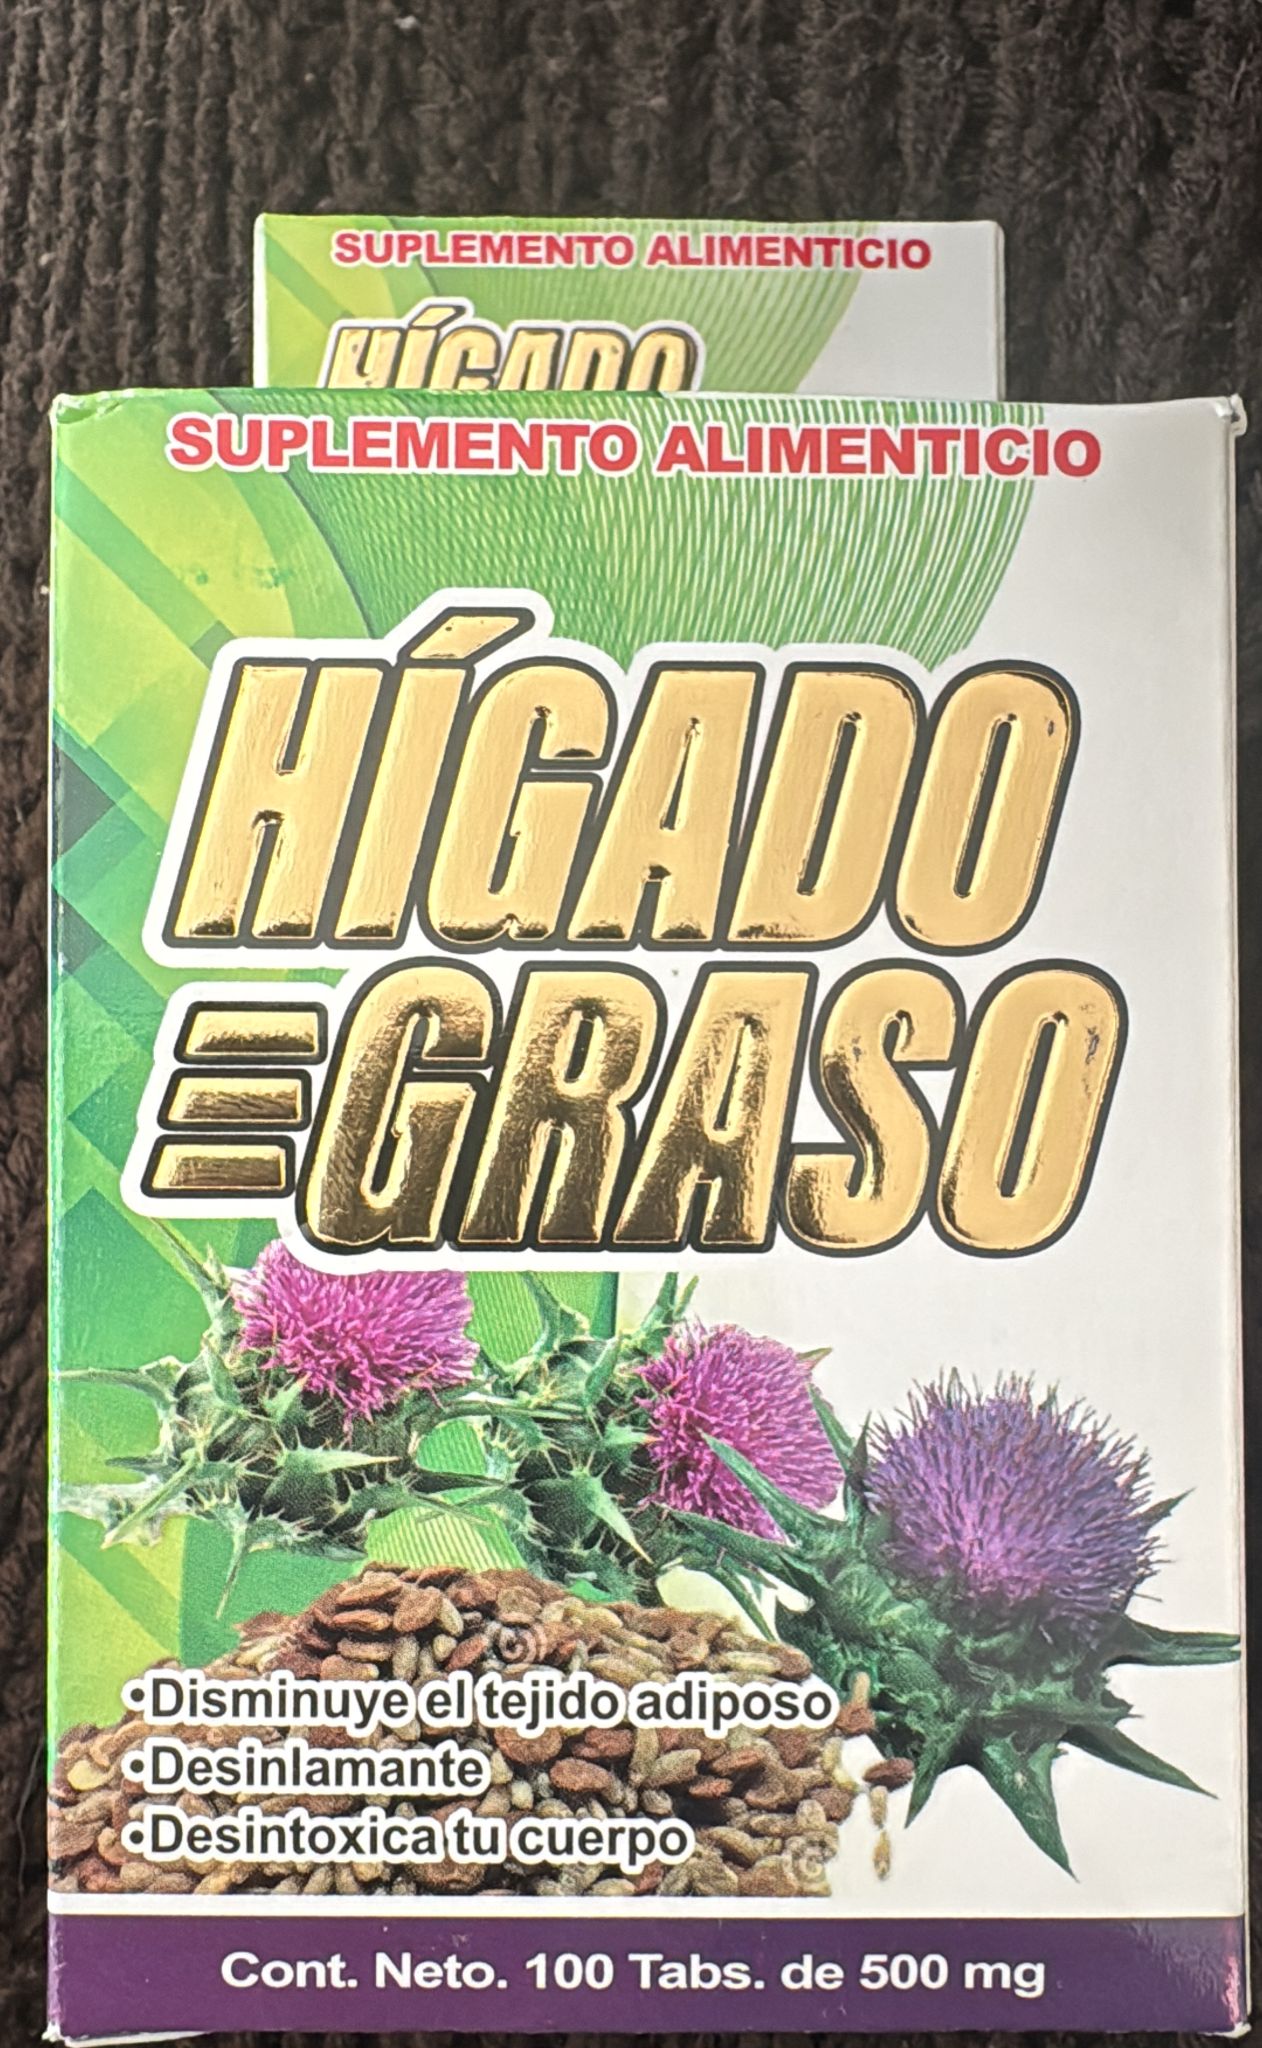 SUPLEMENTO ALIMENTICIO
HÍGADO
SUPLEMENTO ALIMENTICIO
HÍGADO
GRASO
•Disminuye el tejido adiposo
•Desinlamante
•Desintoxica tu cuerpo
Cont. Neto. 100 Tabs. de 500 mg